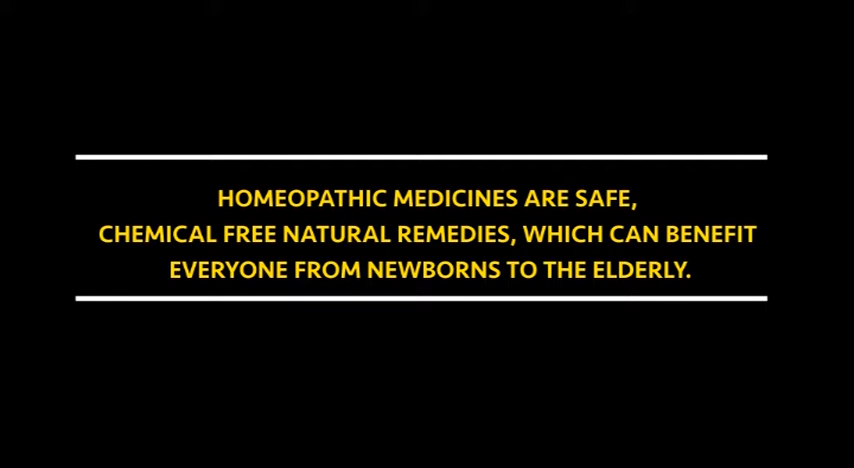 HOMEOPATHIC MEDICINES ARE SAFE,
CHEMICAL FREE NATURAL REMEDIES, WHICH CAN BENEFIT
EVERYONE FROM NEWBORNS TO THE ELDERLY.